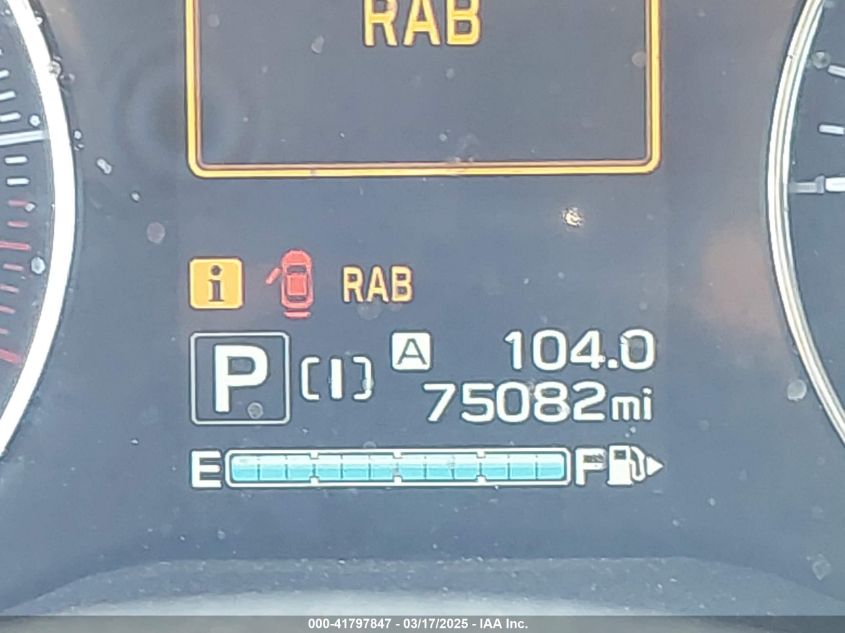 RAB
i RAB
P [I] A 104.0
75082mi
E F
000-41797847 - 03/17/2025 - IAA Inc.